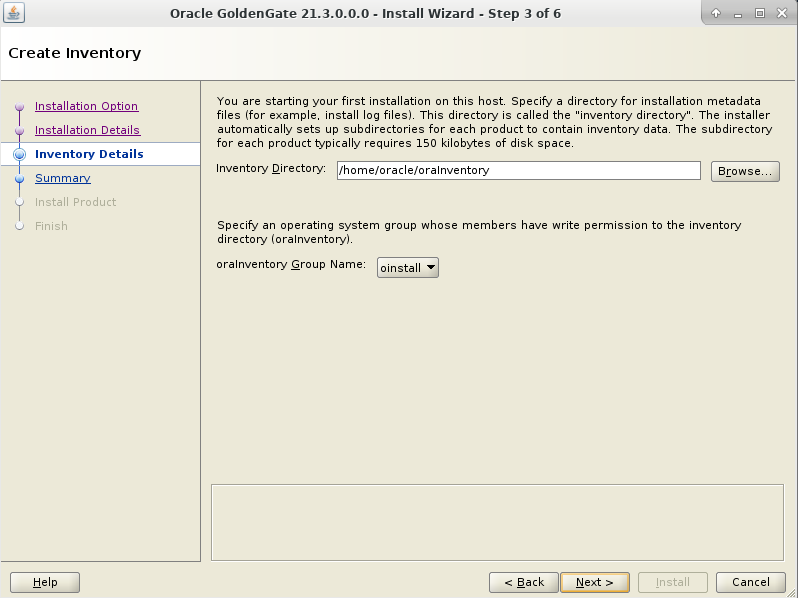 Oracle GoldenGate 21.3.0.0.0 - Install Wizard - Step 3 of 6
Create Inventory
Installation Option
Installation Details
Inventory Details
Summary
Install Product
Finish
You are starting your first installation on this host. Specify a directory for installation metadata
files (for example, install log files). This directory is called the "inventory directory". The installer
automatically sets up subdirectories for each product to contain inventory data. The subdirectory
for each product typically requires 150 kilobytes of disk space.
Inventory Directory: /home/oracle/oraInventory Browse...
Specify an operating system group whose members have write permission to the inventory
directory (oraInventory).
oraInventory Group Name: oinstall
Help < Back Next > Install Cancel